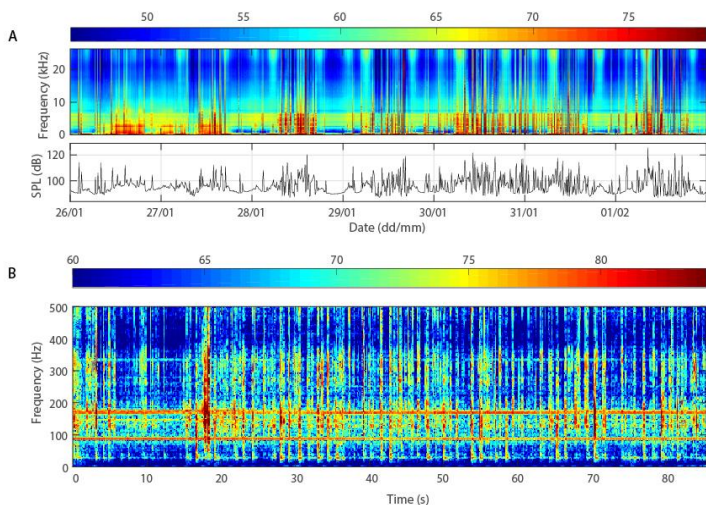 50 55 60 65 70 75
A
Frequency (kHz)
20
10
0
SPL (dB)
120
100
26/01 27/01 28/01 29/01 30/01 31/01 01/02
Date (dd/mm)
60 65 70 75 80
B
Frequency (Hz)
500
400
300
200
100
0
0 10 20 30 40 50 60 70 80
Time (s)